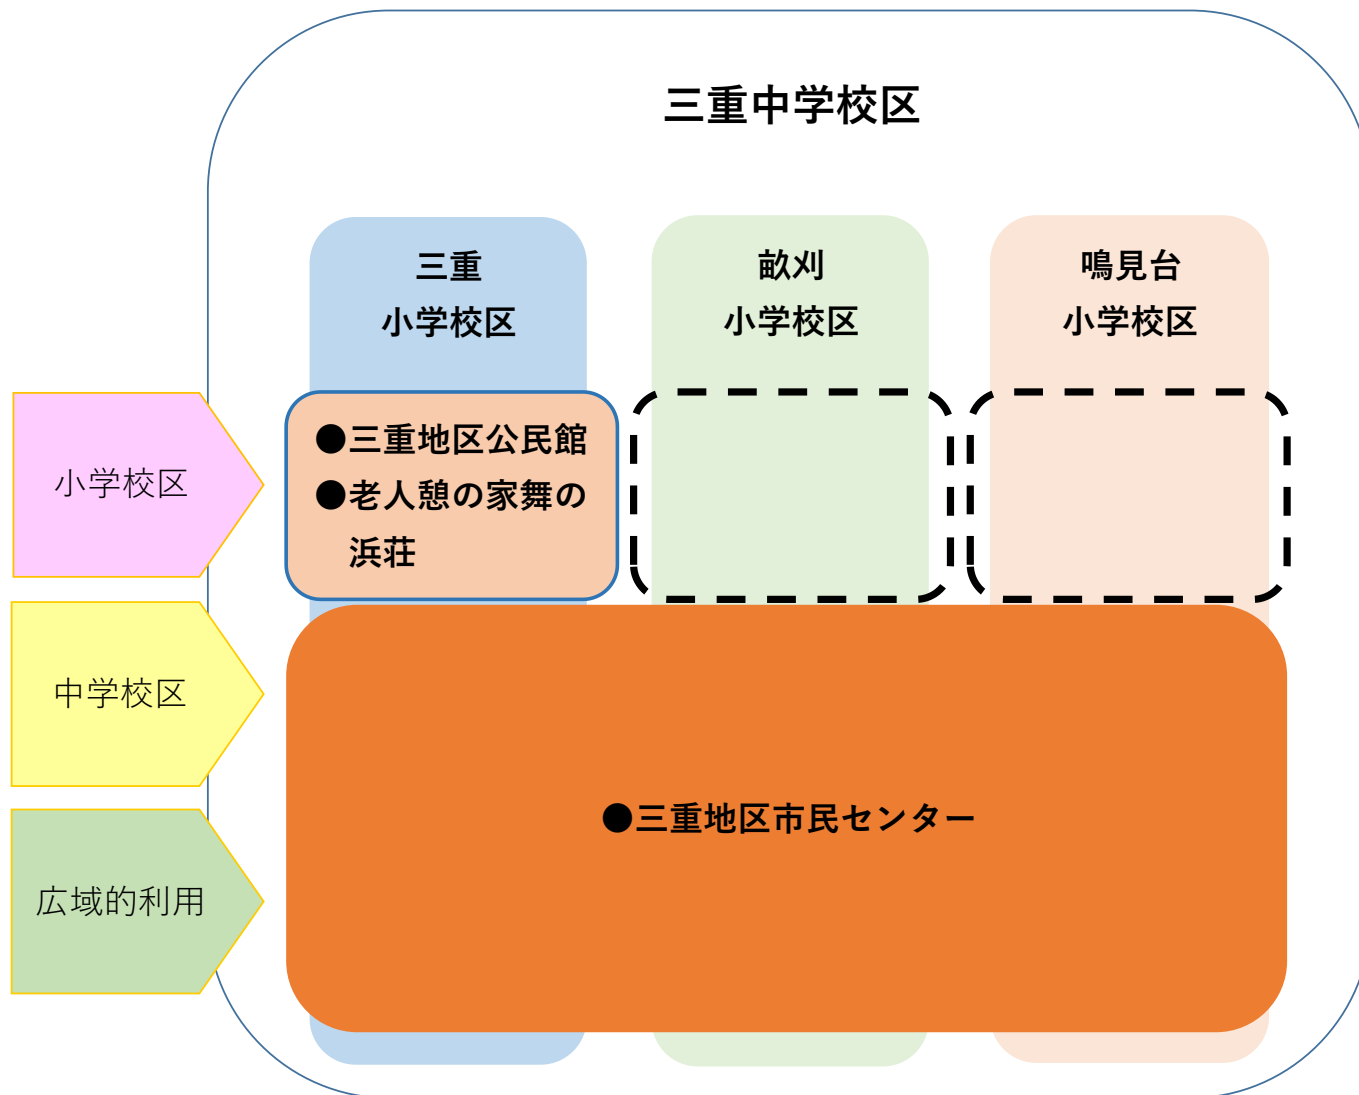 三重中学校区
三重
小学校区
畝刈
小学校区
鳴見台
小学校区
小学校区
●三重地区公民館
●老人憩の家舞の
浜荘
中学校区
●三重地区市民センター
広域的利用